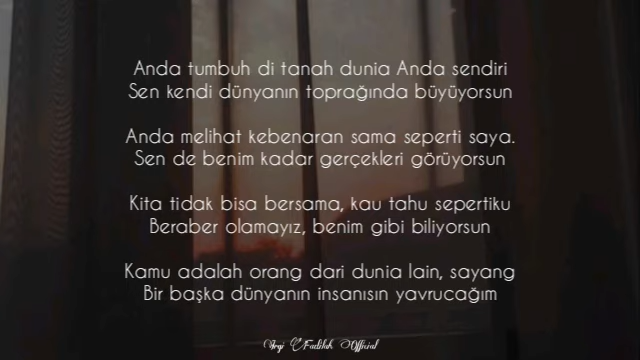 Anda tumbuh di tanah dunia Anda sendiri
Sen kendi dünyanın toprağında büyüyorsun
Anda melihat kebenaran sama seperti saya.
Sen de benim kadar gerçekleri görüyorsun
Kita tidak bisa bersama, kau tahu sepertiku
Beraber olamayız, benim gibi biliyorsun
Kamu adalah orang dari dunia lain, sayang
Bir başka dünyanın insanısın yavrucağım
Official